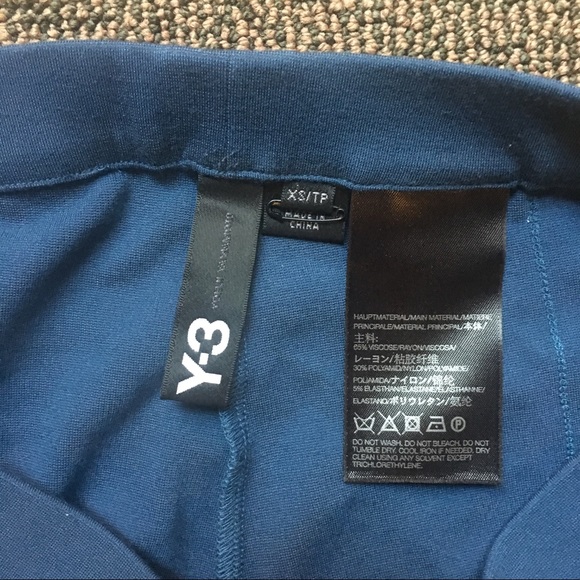 Y-3
YOHJI YAMAMOTO
XS/TP
MADE IN
CHINA
HAUPTMATERIAL/MAIN MATERIAL/MATIERE
PRINCIPALE/MATERIAL PRINCIPAL/本体/
主料:
65% VISCOSE/RAYON/VISCOSA/
レーヨン/粘胶纤维
30% POLYAMID/NYLON/POLYAMIDE/
POLIAMIDA/ナイロン/锦纶
5% ELASTHAN/ELASTANE/ELASTHANNE/
ELASTANO/ポリウレタン/氨纶
DO NOT WASH. DO NOT BLEACH. DO NOT
TUMBLE DRY. COOL IRON IF NEEDED. DRY
CLEAN USING ANY SOLVENT EXCEPT
TRICHLORETHYLENE.